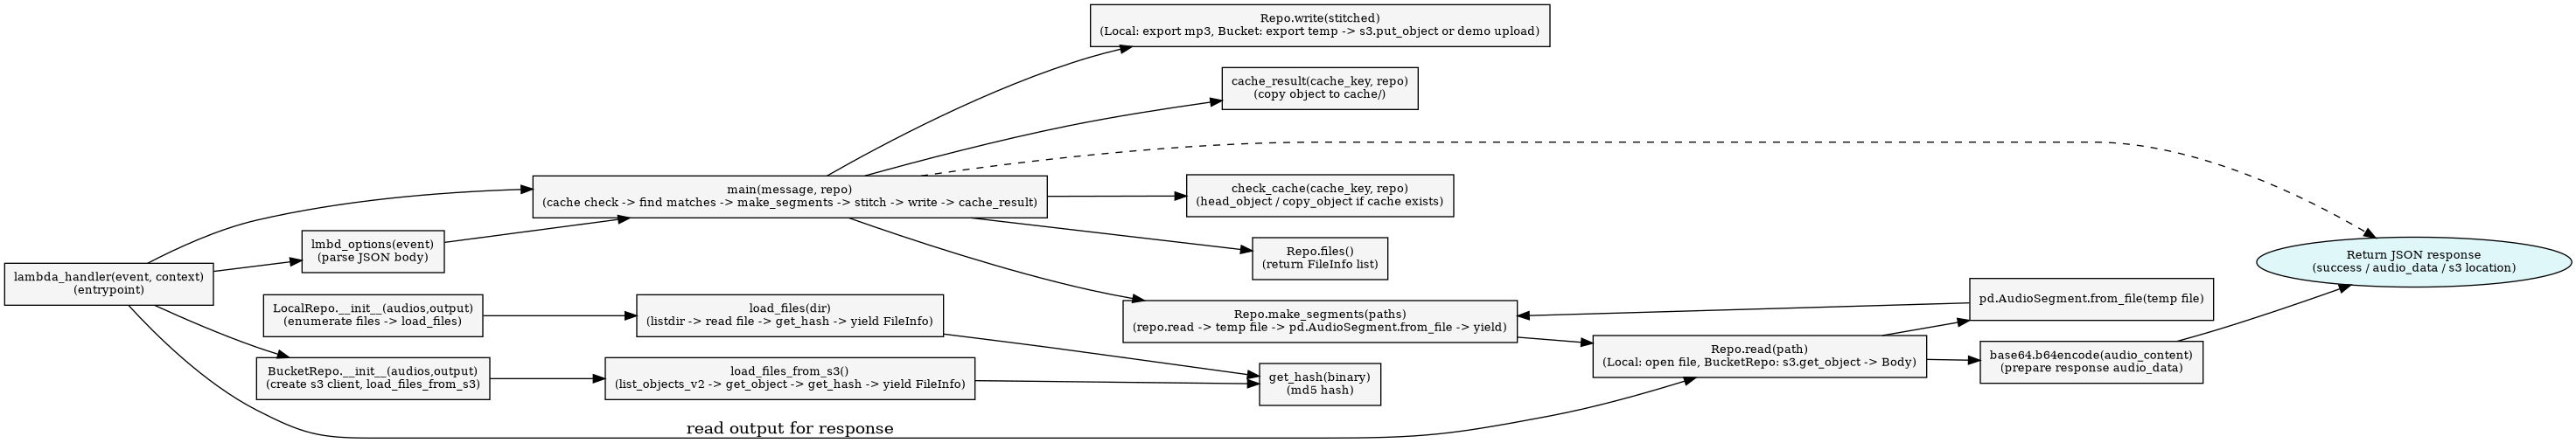 Repo.write(stitched)
(Local: export mp3, Bucket: export temp -> s3.put_object or demo upload)
cache_result(cache_key, repo)
(copy object to cache/)
main(message, repo)
(cache check -> find matches -> make_segments -> stitch -> write -> cache_result)
check_cache(cache_key, repo)
(head_object / copy_object if cache exists)
lmbd_options(event)
(parse JSON body)
Repo.files()
(return FileInfo list)
Return JSON response
(success / audio_data / s3 location)
lambda_handler(event, context)
(entrypoint)
LocalRepo.__init__(audios,output)
(enumerate files -> load_files)
load_files(dir)
(listdir -> read file -> get_hash -> yield FileInfo)
Repo.make_segments(paths)
(repo.read -> temp file -> pd.AudioSegment.from_file -> yield)
pd.AudioSegment.from_file(temp file)
Repo.read(path)
(Local: open file, BucketRepo: s3.get_object -> Body)
base64.b64encode(audio_content)
(prepare response audio_data)
BucketRepo.__init__(audios,output)
(create s3 client, load_files_from_s3)
load_files_from_s3()
(list_objects_v2 -> get_object -> get_hash -> yield FileInfo)
get_hash(binary)
(md5 hash)
read output for response